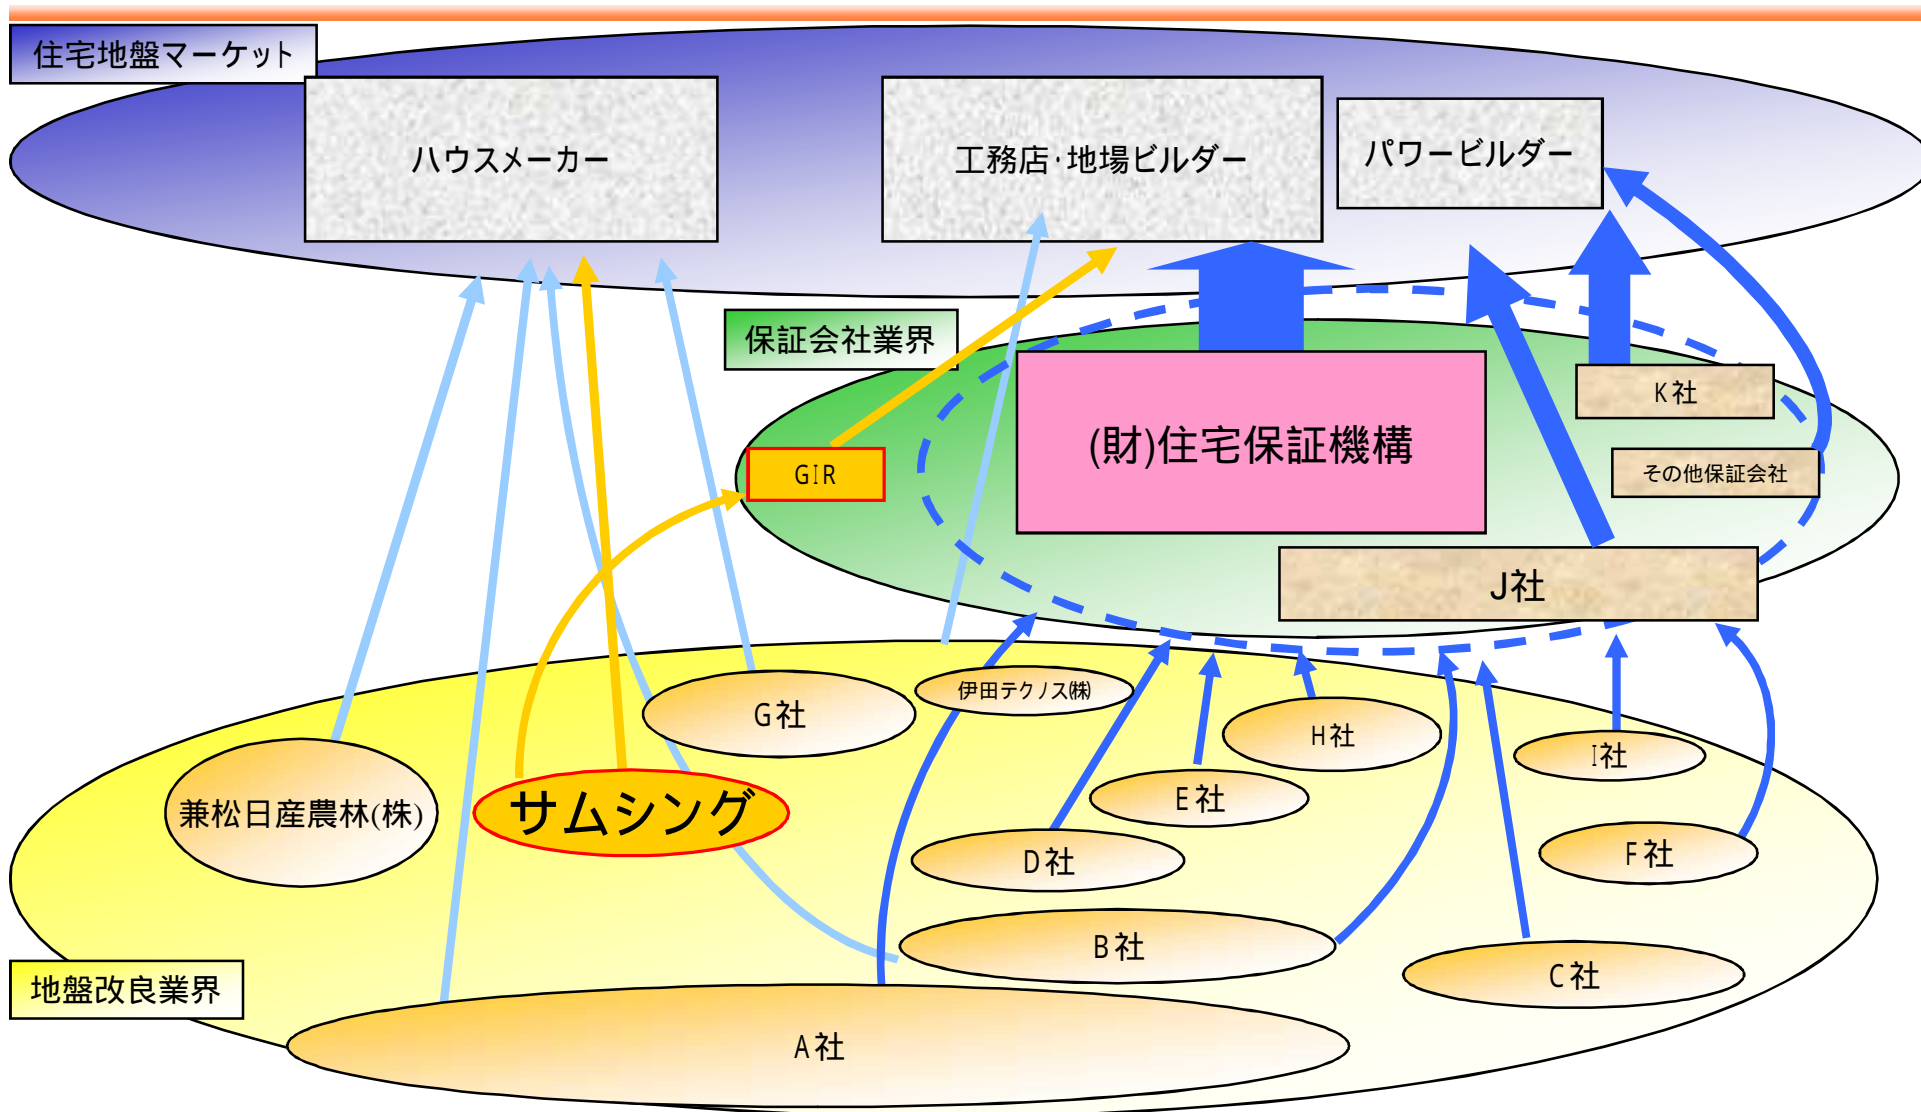 住宅地盤マーケット
ハウスメーカー
工務店・地場ビルダー
パワービルダー
保証会社業界
K社
(財)住宅保証機構
GIR
その他保証会社
J社
伊田テクノス㈱
G社
H社
I社
兼松日産農林(株)
サムシング
E社
D社
F社
B社
地盤改良業界
C社
A社